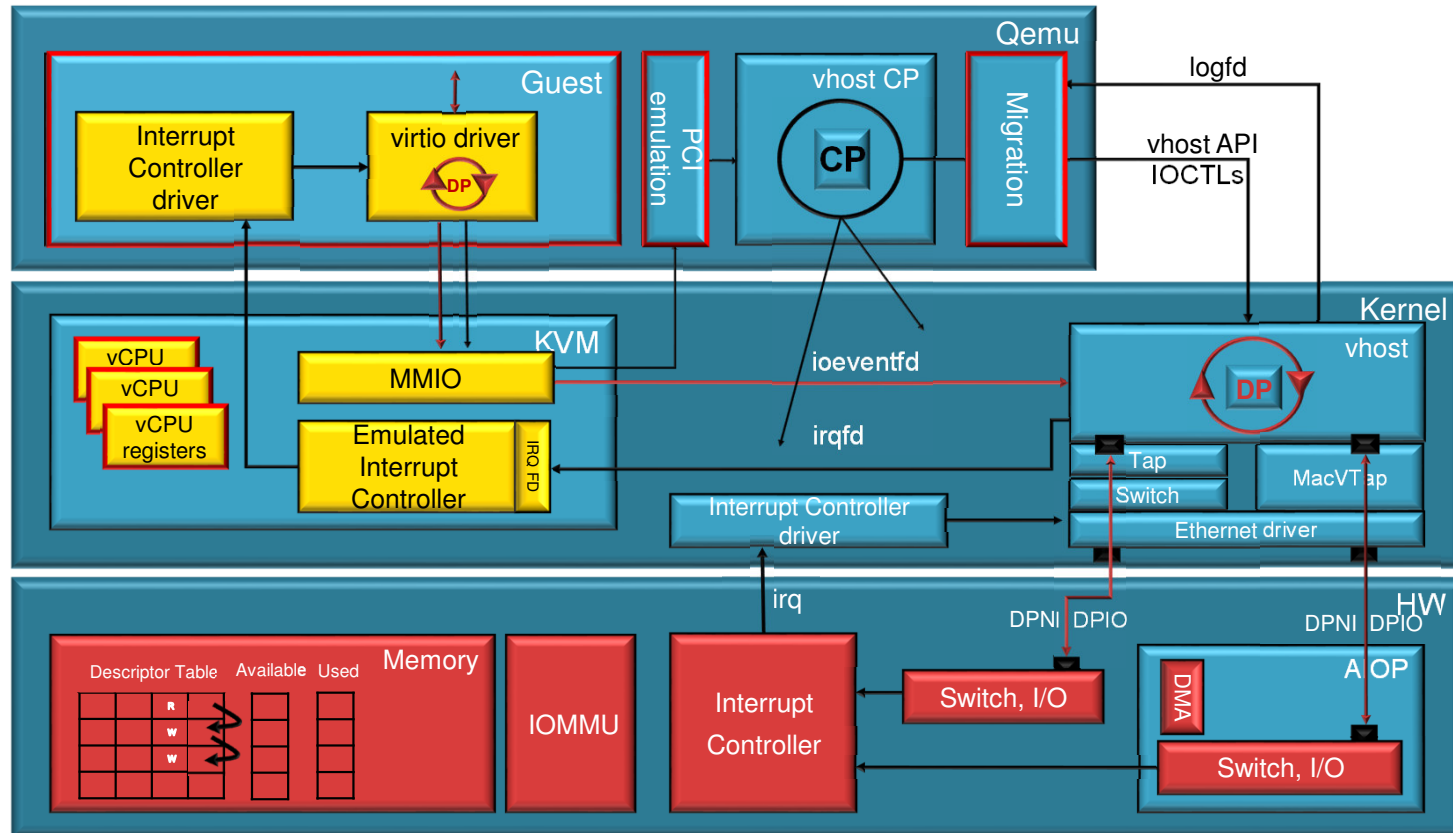 Qemu
Guest
Interrupt
Controller
driver
virtio driver
DP
PCI
emulation
vhost CP
CP
Migration
logfd
vhost API
IOCTLs
Kernel
KVM
vCPU
vCPU
vCPU
registers
MMIO
Emulated
Interrupt
Controller
IRQ FD
ioeventfd
irqfd
vhost
DP
Tap
Switch
MacVTap
Ethernet driver
Interrupt Controller
driver
irq
HW
DPNI
DPIO
DPNI
DPIO
Memory
Descriptor Table
Available
Used
R
W
W
IOMMU
Interrupt
Controller
Switch, I/O
AIOP
DMA
Switch, I/O